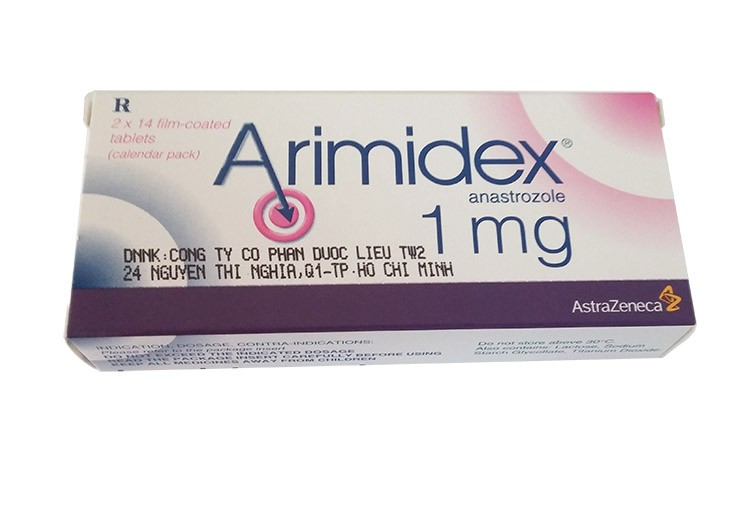 R
2 x 14 film-coated
tablets
(calendar pack)
Arimidex®
anastrozole
1 mg
DNNK:CONG TY CO PHAN DUOC LIEU TW2
24 NGUYEN THI NGHIA,Q1-TP.HO CHI MINH
AstraZeneca
INDICATION, DOSAGE, CONTRA-INDICATIONS:
Please refer to the package insert
DO NOT EXCEED THE INDICATED DOSAGE
READ THE PACKAGE INSERT CAREFULLY BEFORE USING
KEEP ALL MEDICINES AWAY FROM CHILDREN
Do not store above 30°C.
Also contains: Lactose, Sodium
Starch Glycollate, Titanium Dioxide.